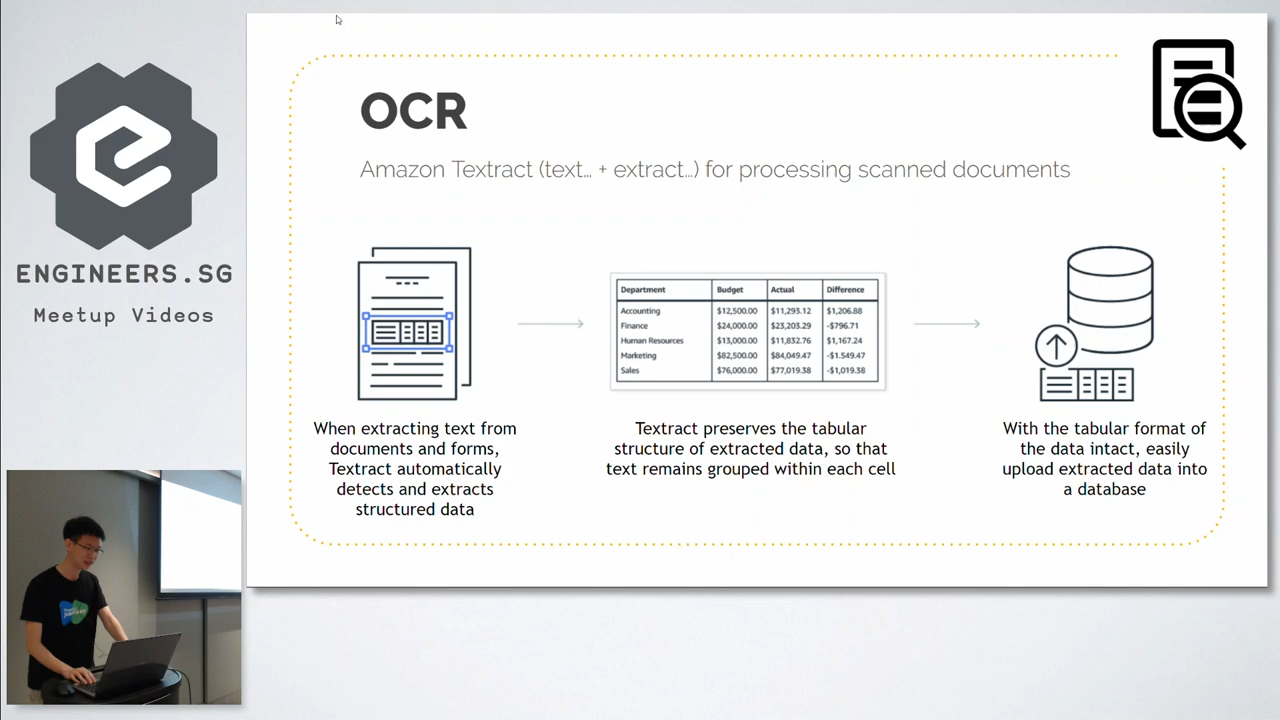 ENGINEERS.SG
Meetup Videos
OCR
Amazon Textract (text... + extract...) for processing scanned documents
Department Budget Actual Difference
Accounting $12,500.00 $11,293.12 $1,206.88
Finance $24,000.00 $23,203.29 -$796.71
Human Resources $13,000.00 $11,832.76 $1,167.24
Marketing $82,500.00 $84,049.47 -$1.549.47
Sales $76,000.00 $77,019.38 -$1,019.38
When extracting text from
documents and forms,
Textract automatically
detects and extracts
structured data
Textract preserves the tabular
structure of extracted data, so that
text remains grouped within each cell
With the tabular format of
the data intact, easily
upload extracted data into
a database